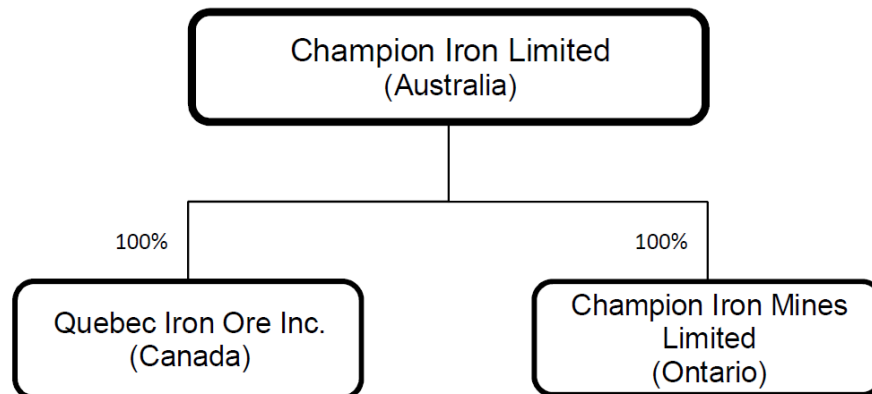 Champion Iron Limited
(Australia)
100%
100%
Quebec Iron Ore Inc.
(Canada)
Champion Iron Mines
Limited
(Ontario)